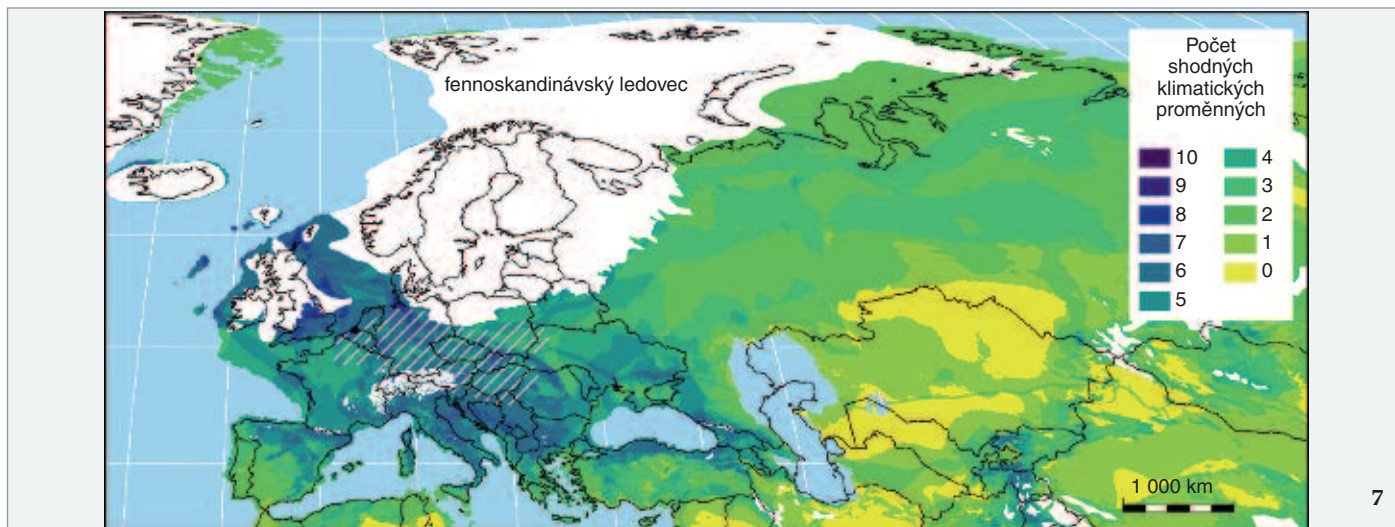 fennoskandinávský ledovec
Počet
shodných
klimatických
proměnných
10
9
8
7
6
5
4
3
2
1
0
1 000 km
7